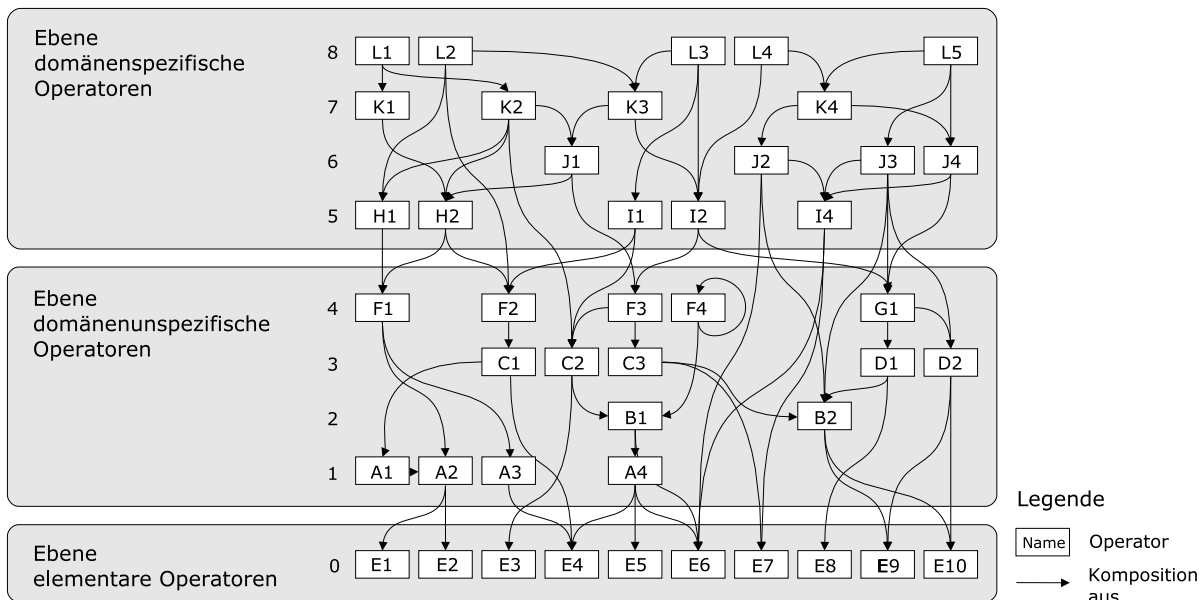 Ebene
domänenspezifische
Operatoren
8 L1 L2 L3 L4 L5
7 K1 K2 K3 K4
6 J1 J2 J3 J4
5 H1 H2 I1 I2 I4
Ebene
domänenunspezifische
Operatoren
4 F1 F2 F3 F4 G1
3 C1 C2 C3 D1 D2
2 B1 B2
1 A1 A2 A3 A4
Ebene
elementare Operatoren
0 E1 E2 E3 E4 E5 E6 E7 E8 E9 E10
Legende
Name Operator
Komposition
aus